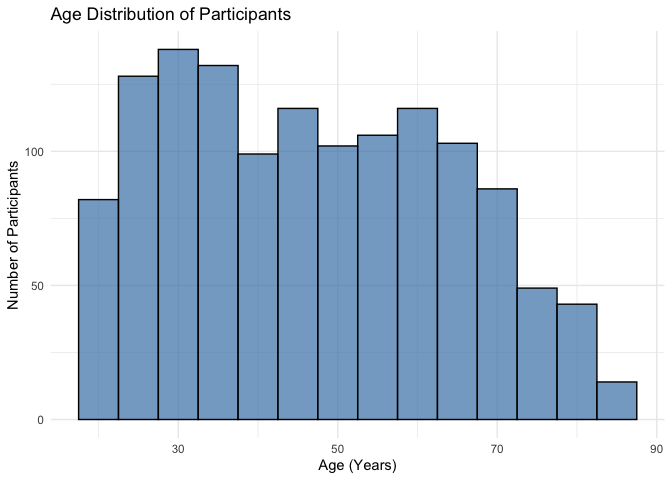 Age Distribution of Participants
Number of Participants
100
50
0
30 50 70 90
Age (Years)